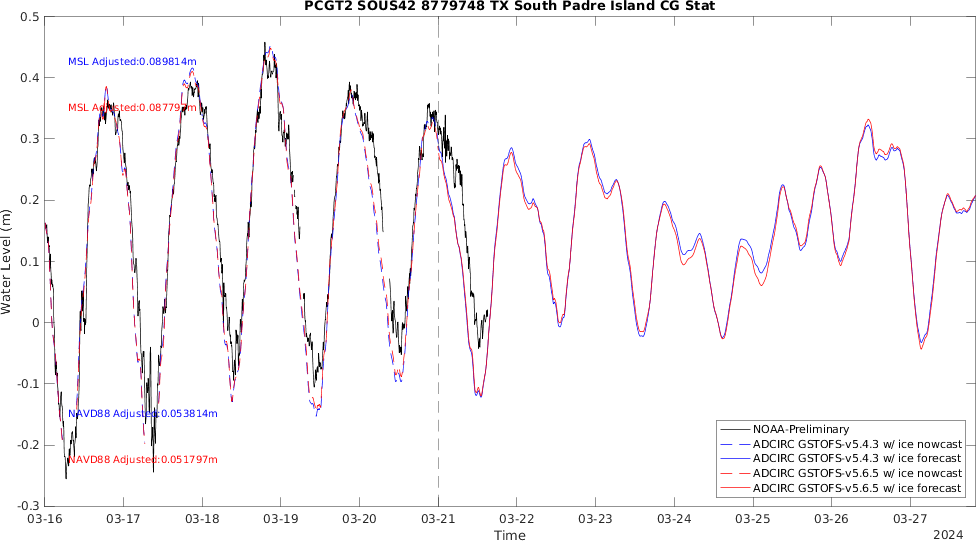 PCGT2 SOUS42 8779748 TX South Padre Island CG Stat
0.5
0.4
0.3
0.2
0.1
0
-0.1
-0.2
-0.3
Water Level (m)
MSL Adjusted:0.089814m
MSL Adjusted:0.087797m
NAVD88 Adjusted:0.053814m
NAVD88 Adjusted:0.051797m
NOAA-Preliminary
ADCIRC GSTOFS-v5.4.3 w/ ice nowcast
ADCIRC GSTOFS-v5.4.3 w/ ice forecast
ADCIRC GSTOFS-v5.6.5 w/ ice nowcast
ADCIRC GSTOFS-v5.6.5 w/ ice forecast
03-16 03-17 03-18 03-19 03-20 03-21 03-22 03-23 03-24 03-25 03-26 03-27
Time
2024